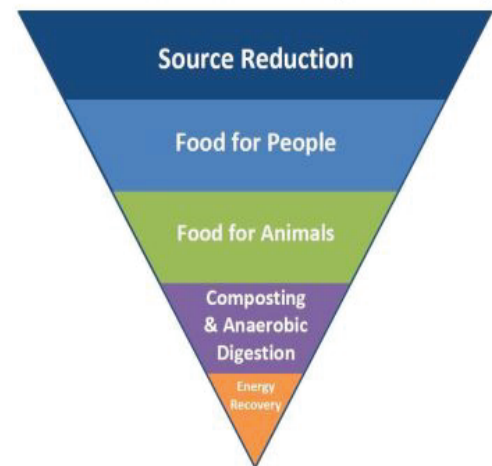 Source Reduction
Food for People
Food for Animals
Composting
& Anaerobic
Digestion
Energy
Recovery